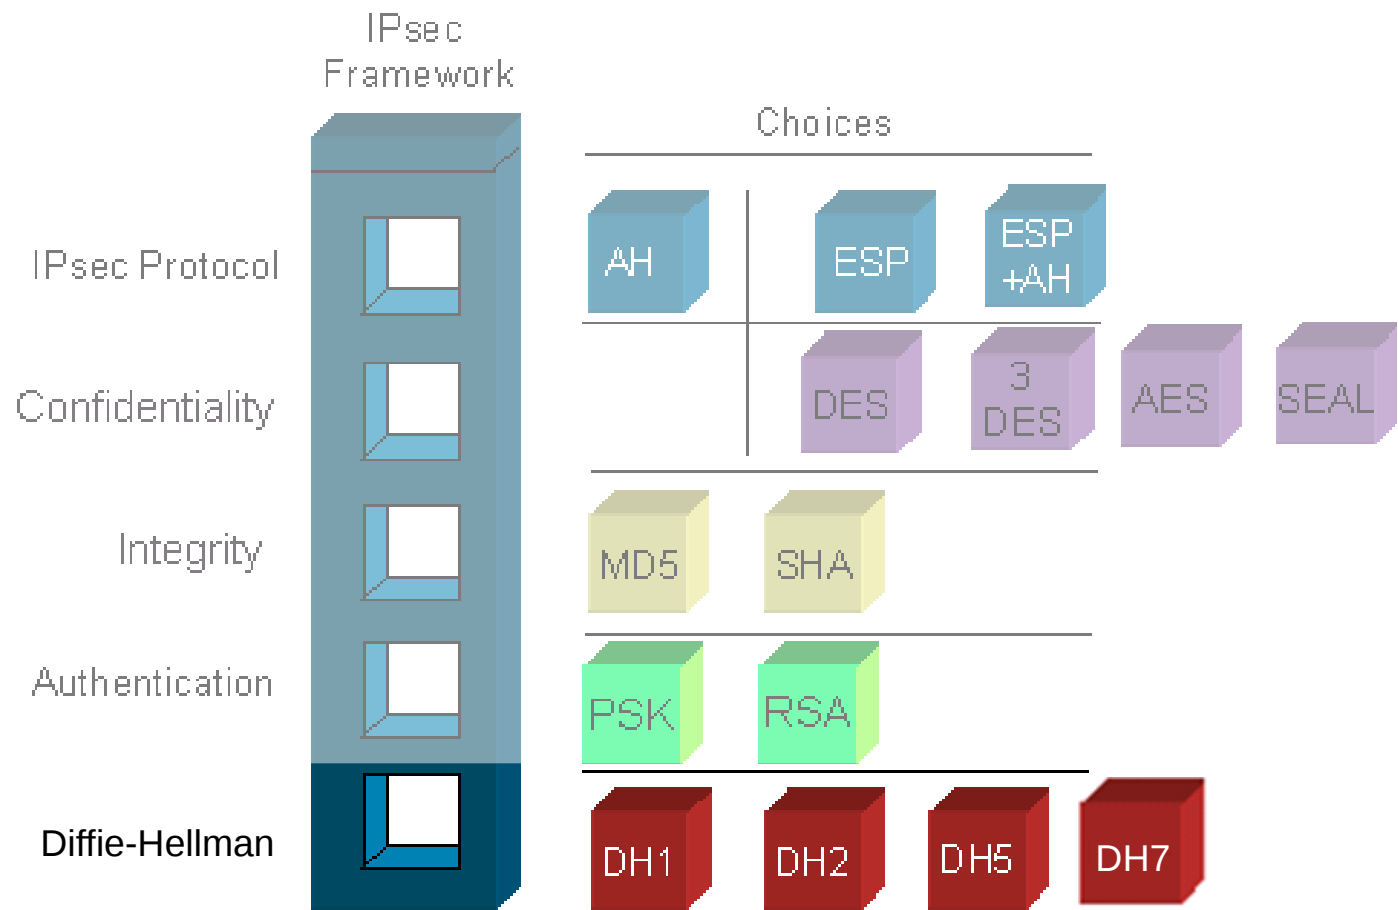 IPsec
Framework
Choices
IPsec Protocol
AH
ESP
ESP
+AH
Confidentiality
DES
3
DES
AES
SEAL
Integrity
MD5
SHA
Authentication
PSK
RSA
Diffie-Hellman
DH1
DH2
DH5
DH7